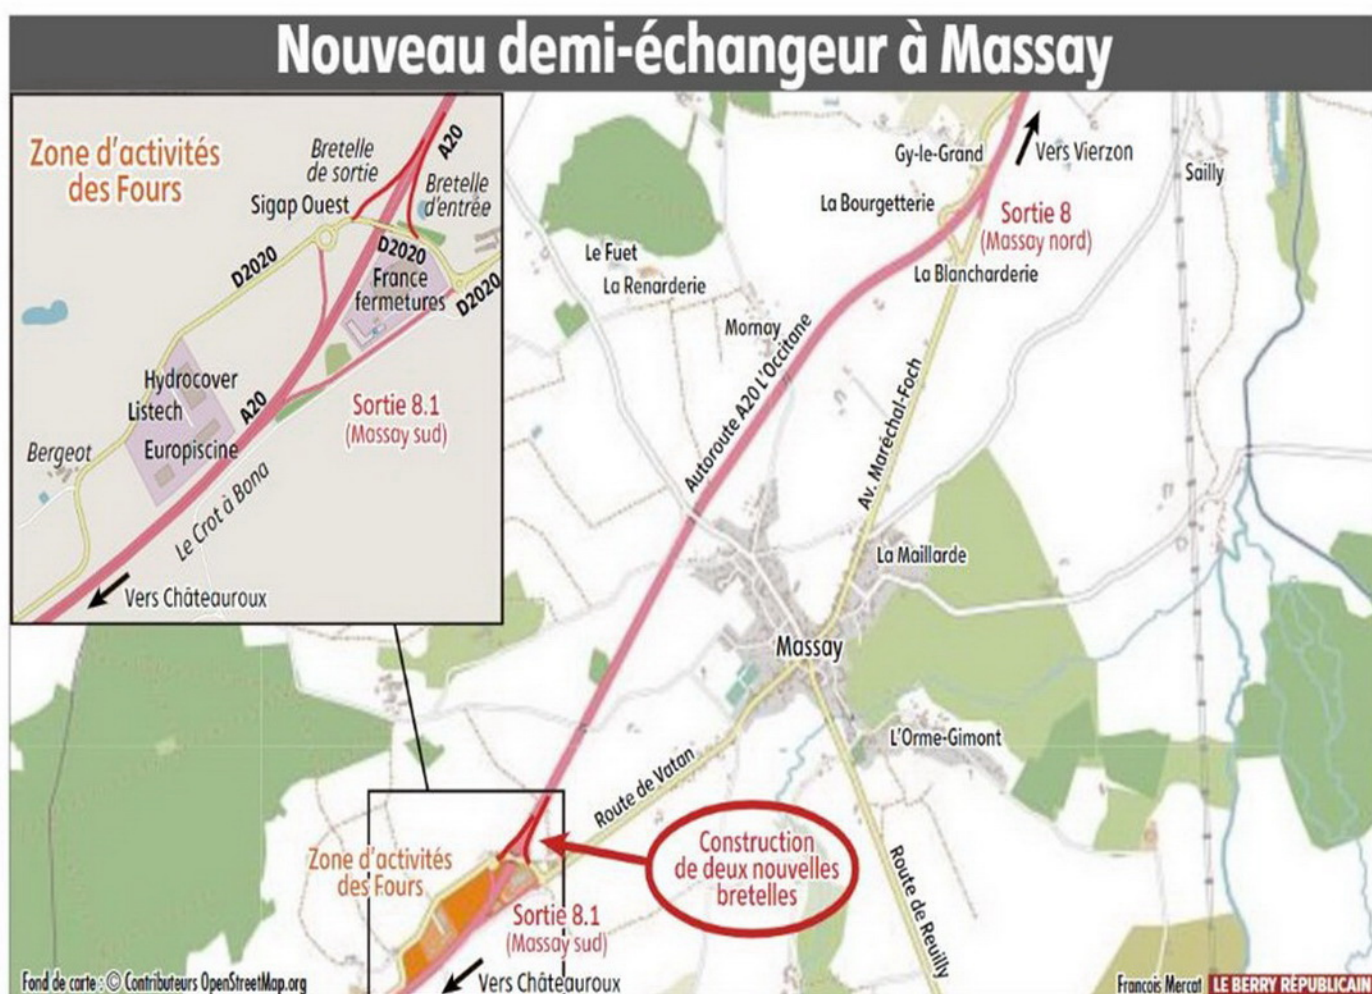 Nouveau demi-échangeur à Massay
Zone d'activités
des Fours
Bretelle
de sortie
A20
Bretelle
d'entrée
Sigap Ouest
D2020
D2020
France
fermetures
D2020
Hydrocover
Listech
A20
Europiscine
Sortie 8.1
(Massay sud)
Bergeot
Le Crot à Bona
Vers Châteauroux
Gy-le-Grand
Vers Vierzon
Sailly
La Bourgetterie
Sortie 8
(Massay nord)
Le Fuet
La Renarderie
La Blancharderie
Mornay
Autoroute A20 L'Occitane
Av. Maréchal-Foch
La Maillarde
Massay
L'Orme-Gimont
Route de Vatan
Route de Reuilly
Construction
de deux nouvelles
bretelles
Zone d'activités
des Fours
Sortie 8.1
(Massay sud)
Vers Châteauroux
Fond de carte : © Contributeurs OpenStreetMap.org
François Mercat LE BERRY RÉPUBLICAIN